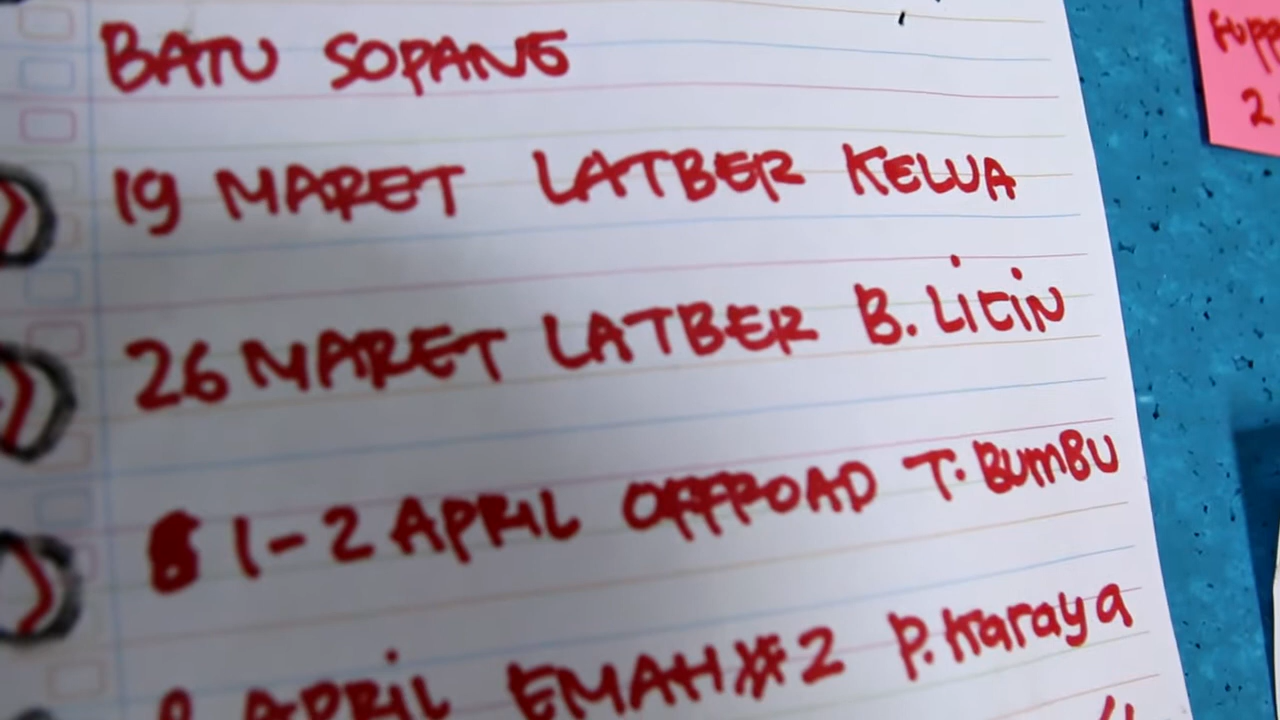 BATU SOPANG
19 MARET LATBER KELUA
26 MARET LATBER B. LICIN
1-2 APRIL OFFROAD T. BUMBU
APRIL EMAH #2 P. Karaya
2